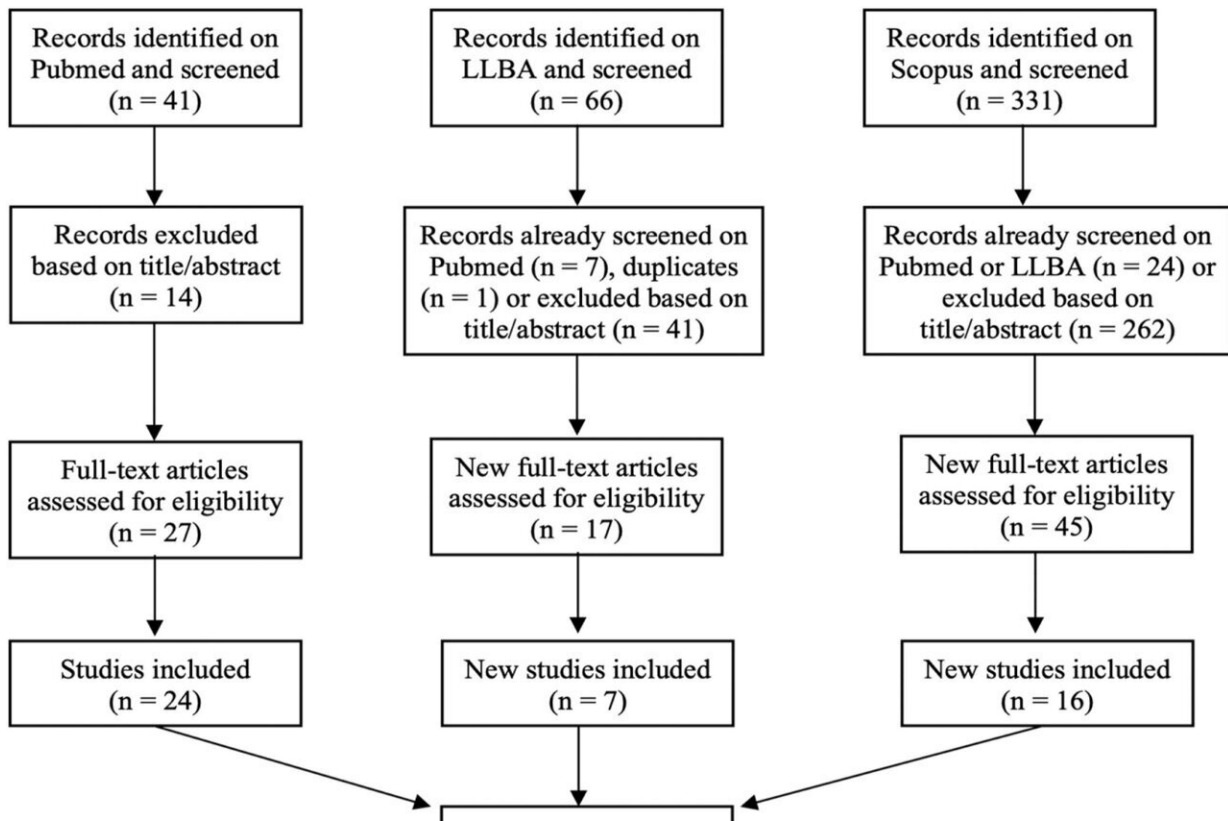 Records identified on
Pubmed and screened
(n = 41)
Records identified on
LLBA and screened
(n = 66)
Records identified on
Scopus and screened
(n = 331)
Records excluded
based on title/abstract
(n = 14)
Records already screened on
Pubmed (n = 7), duplicates
(n = 1) or excluded based on
title/abstract (n = 41)
Records already screened on
Pubmed or LLBA (n = 24) or
excluded based on
title/abstract (n = 262)
Full-text articles
assessed for eligibility
(n = 27)
New full-text articles
assessed for eligibility
(n = 17)
New full-text articles
assessed for eligibility
(n = 45)
Studies included
(n = 24)
New studies included
(n = 7)
New studies included
(n = 16)